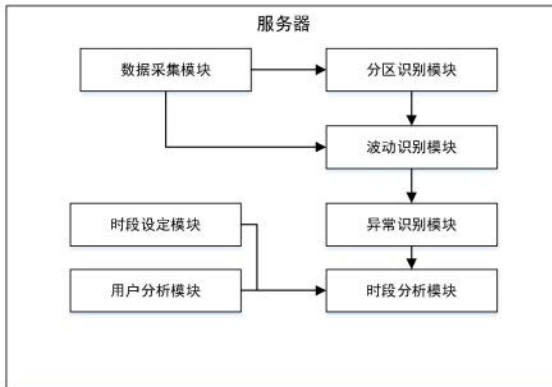 服务器
数据采集模块
分区识别模块
波动识别模块
时段设定模块
异常识别模块
用户分析模块
时段分析模块